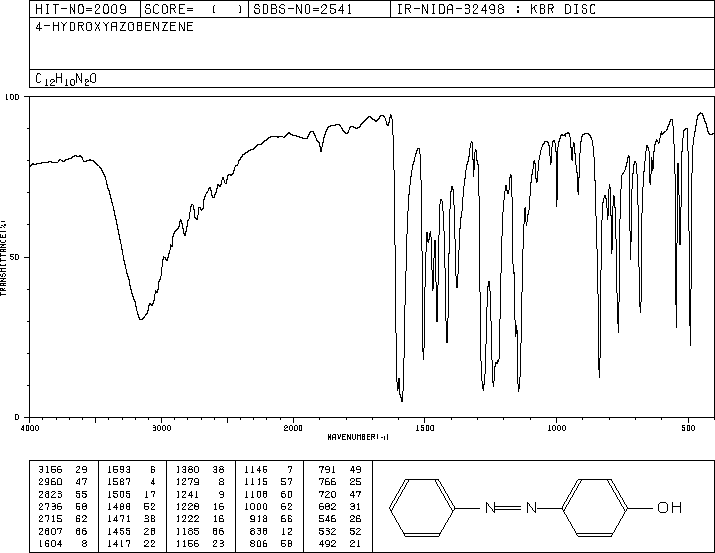 HIT-NO=2009 SCORE= ( ) SDBS-NO=2541 IR-NIDA-32498 : KBR DISC
4-HYDROXYAZOBENZENE
C12H10N2O
100
50
0
TRANSMITTANCE(%)
4000 3000 2000 1500 1000 500
WAVENUMBER(-1)
3166 29 1593 6 1380 38 1146 7 791 49
2960 47 1587 4 1279 8 1115 57 766 25
2823 55 1505 17 1241 9 1108 60 720 47
2736 60 1488 52 1228 16 1000 62 682 31
2715 62 1471 38 1222 16 918 66 546 26
2607 66 1455 28 1185 66 838 12 532 52
1604 8 1417 22 1156 23 806 58 492 21
N N OH